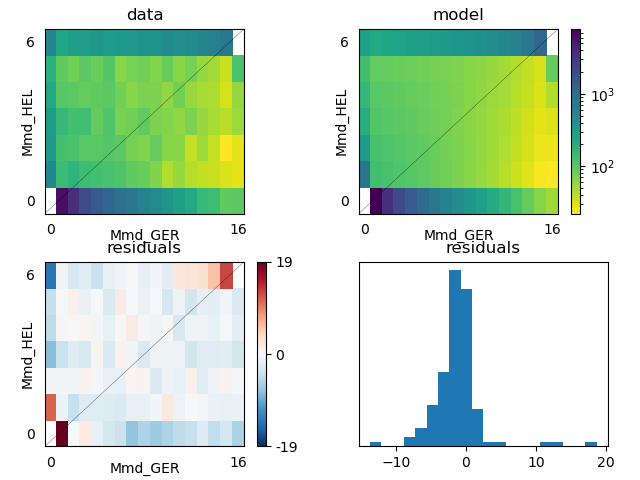 data
model
6
6
Mmd_HEL
Mmd_HEL
10³
10²
0
0
0
16
0
16
Mmd_GER
Mmd_GER
residuals
residuals
6
19
Mmd_HEL
0
0
-19
0
16
−10
0
10
20
Mmd_GER